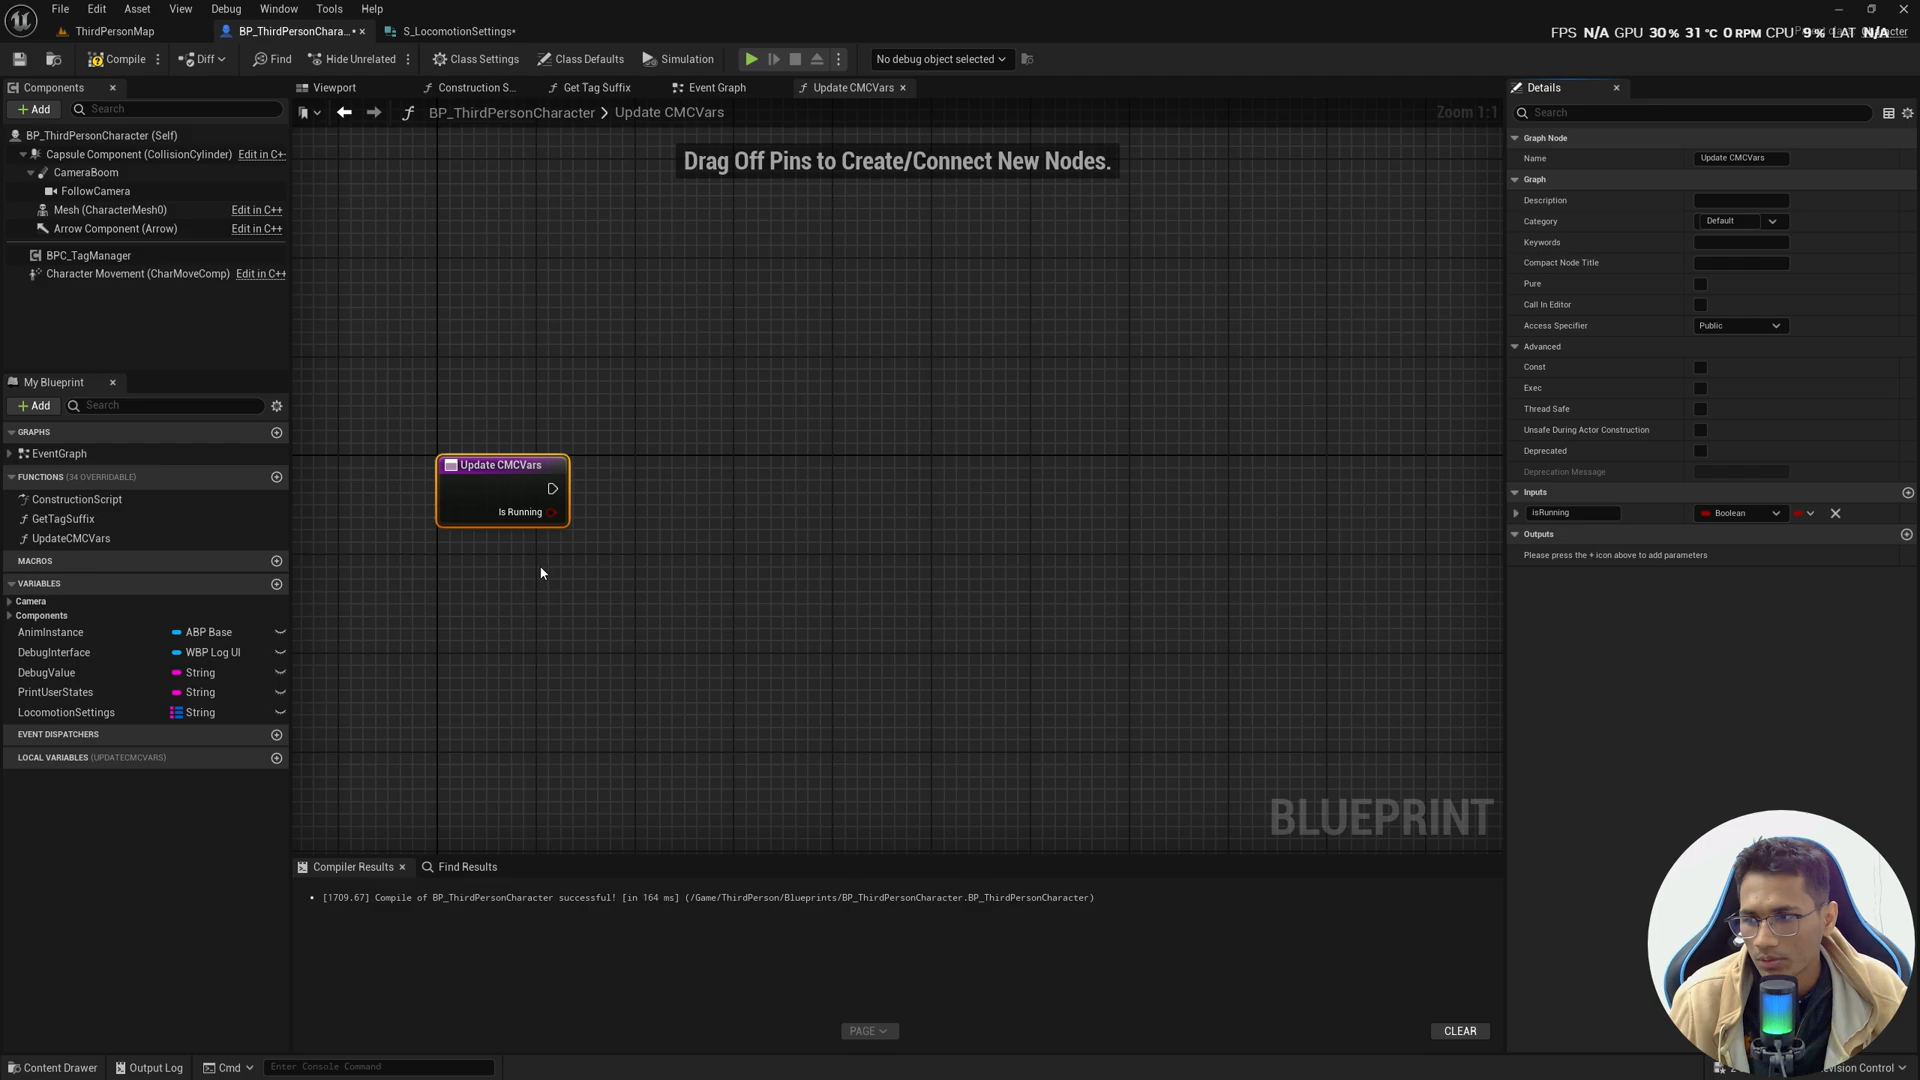 File Edit Asset View Debug Window Tools Help
ThirdPersonMap BP_ThirdPersonChara...* S_LocomotionSettings*
FPS N/A GPU 30% 31°C 0 RPM CPU 9% AT N/A
Compile Diff Find Hide Unrelated Class Settings Class Defaults Simulation No debug object selected
Components
Add Search
BP_ThirdPersonCharacter (Self)
Capsule Component (CollisionCylinder) Edit in C++
CameraBoom
FollowCamera
Mesh (CharacterMesh0) Edit in C++
Arrow Component (Arrow) Edit in C++
BPC_TagManager
Character Movement (CharMoveComp) Edit in C++
My Blueprint
Add Search
GRAPHS
EventGraph
FUNCTIONS (34 OVERRIDABLE)
ConstructionScript
GetTagSuffix
UpdateCMCVars
MACROS
VARIABLES
Camera
Components
AnimInstance ABP Base
DebugInterface WBP Log UI
DebugValue String
PrintUserStates String
LocomotionSettings String
EVENT DISPATCHERS
LOCAL VARIABLES (UPDATECMCVARS)
Viewport Construction S... Get Tag Suffix Event Graph Update CMCVars
BP_ThirdPersonCharacter > Update CMCVars Zoom 1:1
Drag Off Pins to Create/Connect New Nodes.
Update CMCVars
Is Running
BLUEPRINT
Compiler Results Find Results
• [1709.67] Compile of BP_ThirdPersonCharacter successful! [in 164 ms] (/Game/ThirdPerson/Blueprints/BP_ThirdPersonCharacter.BP_ThirdPersonCharacter)
PAGE CLEAR
Details
Search
Graph Node
Name Update CMCVars
Graph
Description
Category Default
Keywords
Compact Node Title
Pure
Call In Editor
Access Specifier Public
Advanced
Const
Exec
Thread Safe
Unsafe During Actor Construction
Deprecated
Deprecation Message
Inputs
isRunning Boolean
Outputs
Please press the + icon above to add parameters
Content Drawer Output Log Cmd Enter Console Command Control